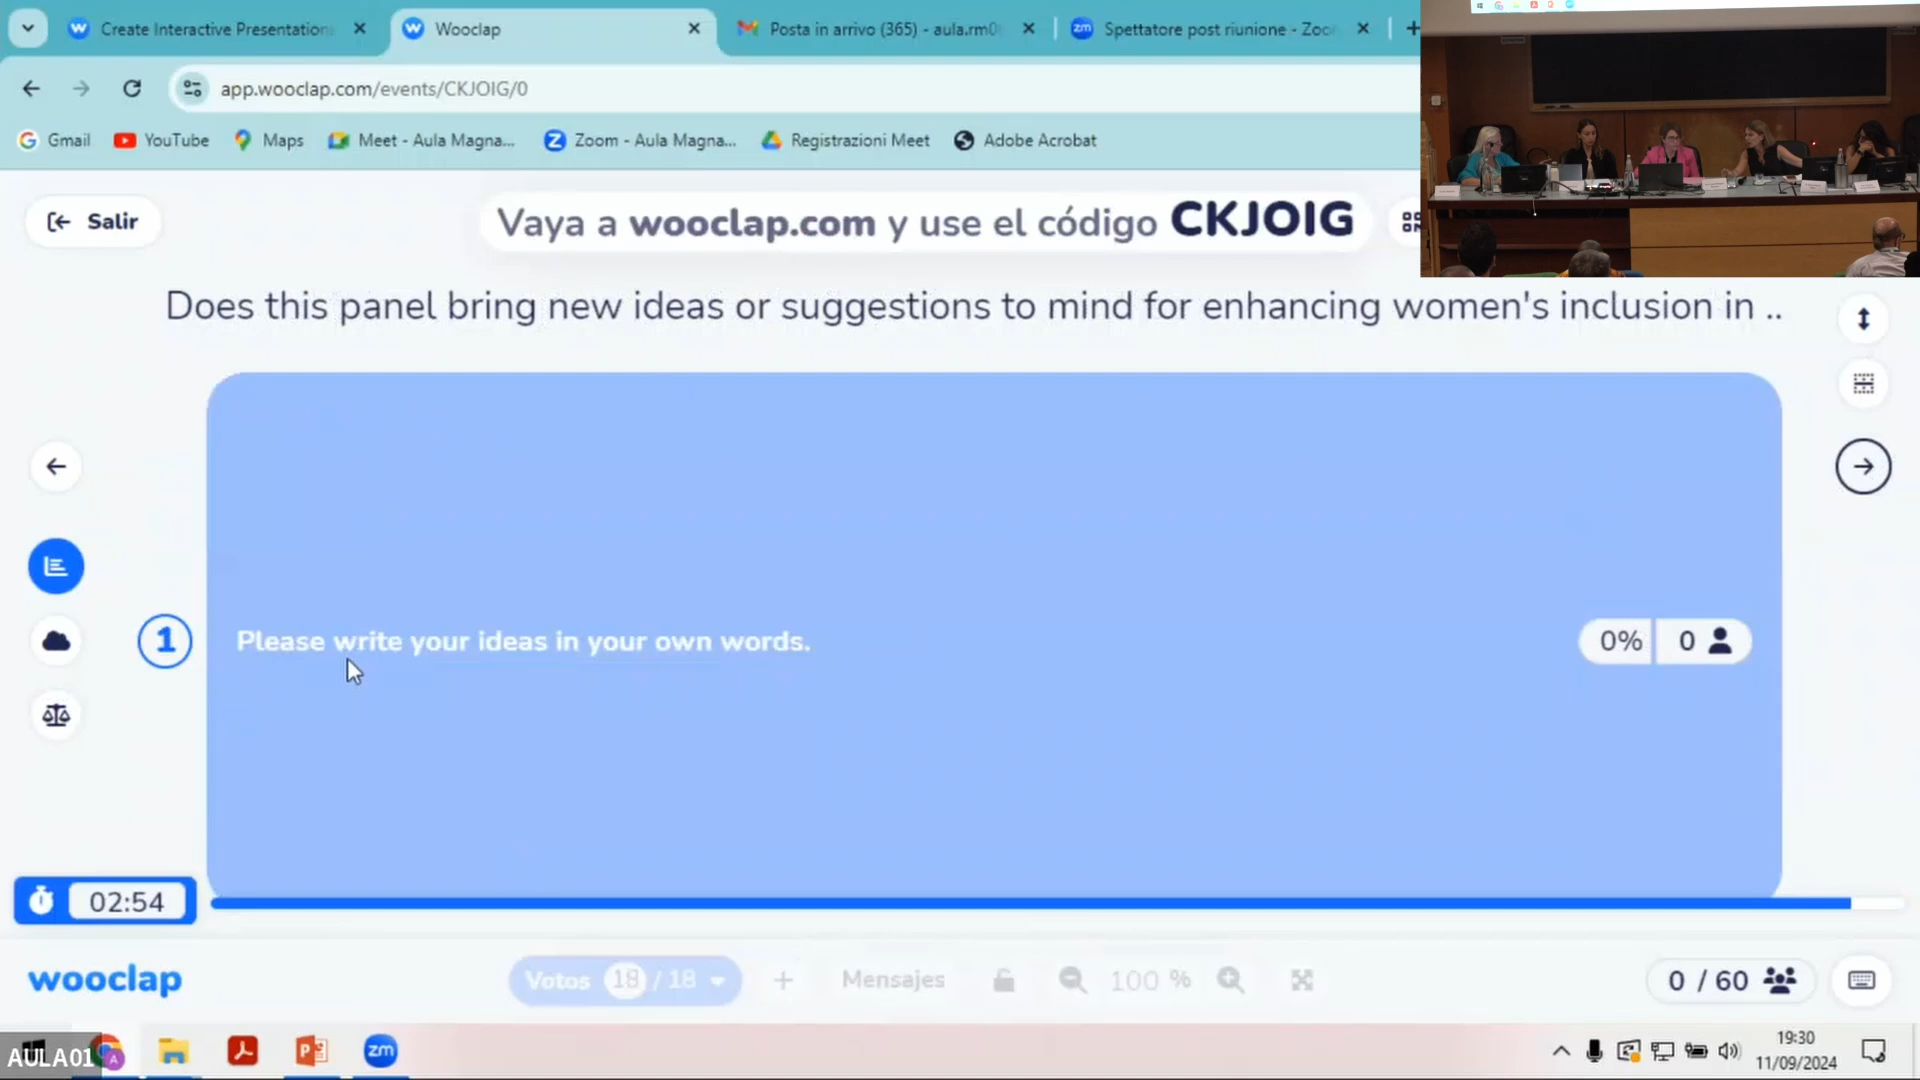 Create Interactive Presentations
Wooclap
Posta in arrivo (365) - aula.rm0
Spettatore post riunione - Zoo
app.wooclap.com/events/CKJOIG/0
Gmail
YouTube
Maps
Meet - Aula Magna...
Zoom - Aula Magna...
Registrazioni Meet
Adobe Acrobat
Salir
Vaya a wooclap.com y use el código CKJOIG
Does this panel bring new ideas or suggestions to mind for enhancing women's inclusion in ..
1
Please write your ideas in your own words.
0%
0
02:54
wooclap
Votos 18 / 18
Mensajes
100 %
0 / 60
AULA01
zm
19:30
11/09/2024